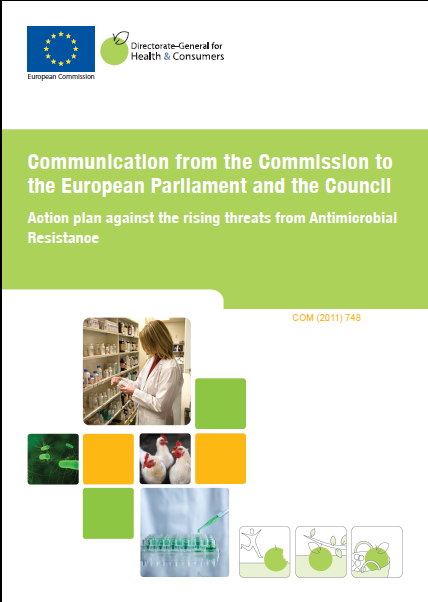 European Commission
Directorate–General for
Health & Consumers
Communication from the Commission to
the European Parliament and the Council
Action plan against the rising threats from Antimicrobial
Resistance
COM (2011) 748